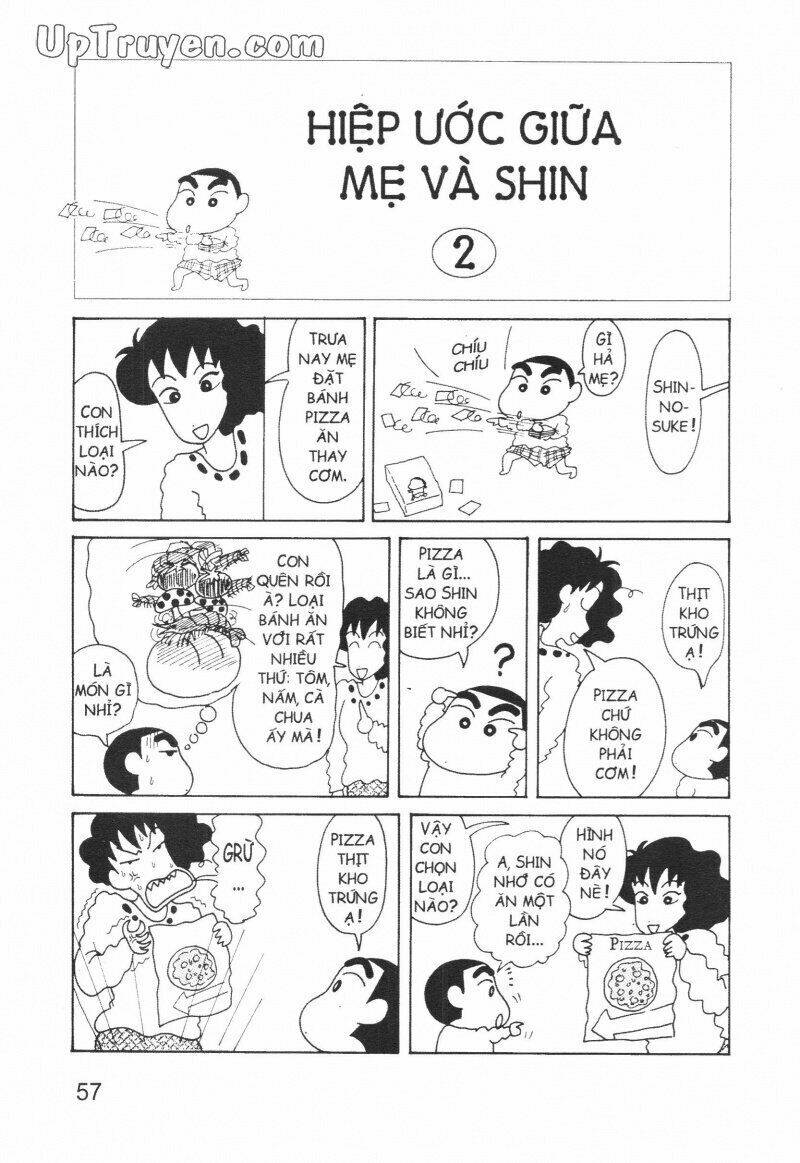 UpTruyen.com
HIỆP ƯỚC GIỮA
MẸ VÀ SHIN
2
SHIN-
NO-
SUKE!
GÌ
HẢ
MẸ?
CHÍU
CHÍU
TRƯA
NAY MẸ
ĐẶT
BÁNH
PIZZA
ĂN
THAY
CƠM.
CON
THÍCH
LOẠI
NÀO?
THỊT
KHO
TRỨNG
Ạ!
PIZZA
CHỨ
KHÔNG
PHẢI
CƠM!
PIZZA
LÀ GÌ...
SAO SHIN
KHÔNG
BIẾT NHỈ?
?
CON
QUÊN RỒI
À? LOẠI
BÁNH ĂN
VỚI RẤT
NHIỀU
THỨ: TÔM,
NẤM, CÀ
CHUA
ẤY MÀ!
LÀ
MÓN GÌ
NHỈ?
HÌNH
NÓ
ĐÂY
NÈ!
PIZZA
A, SHIN
NHỚ CÓ
ĂN MỘT
LẦN
RỒI...
VẬY
CON
CHỌN
LOẠI
NÀO?
PIZZA
THỊT
KHO
TRỨNG
Ạ!
GRỪ
...
57